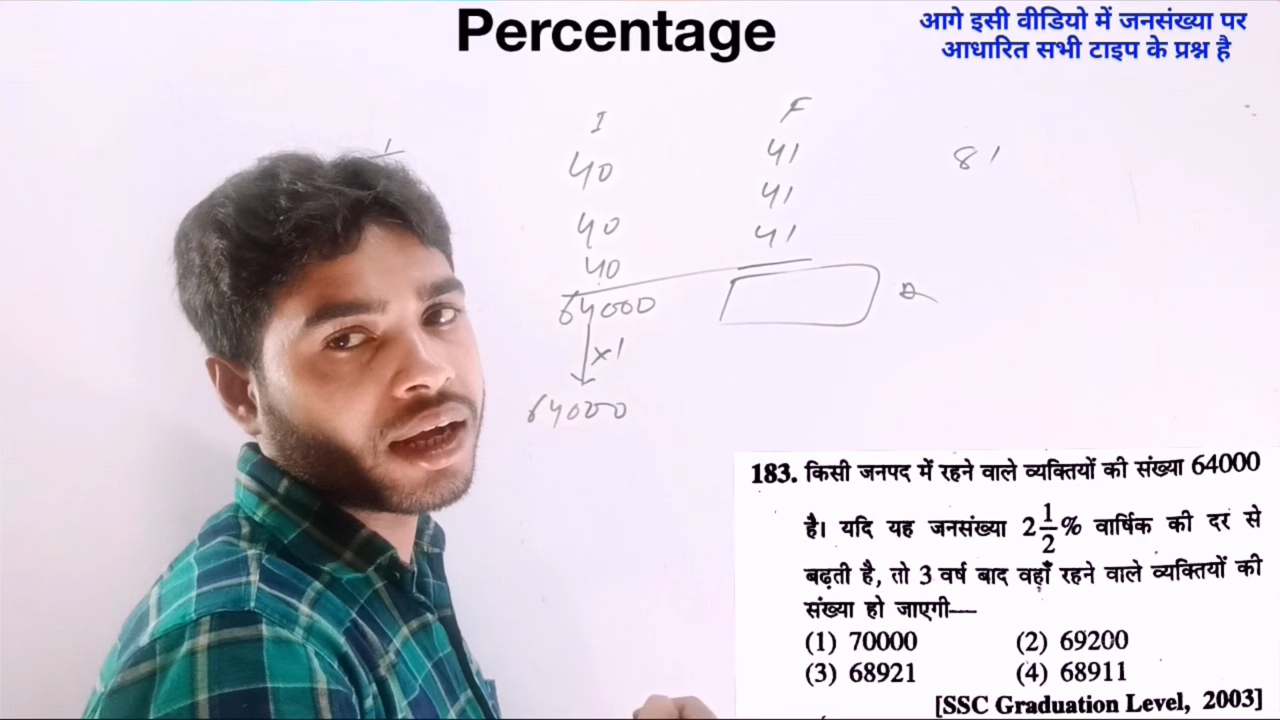 Percentage
आगे इसी वीडियो में जनसंख्या पर
आधारित सभी टाइप के प्रश्न है
I F
40 41 81
41
40 41
40
64000
x1
64000
183. किसी जनपद में रहने वाले व्यक्तियों की संख्या 64000
है। यदि यह जनसंख्या 2 1/2 % वार्षिक की दर से
बढ़ती है, तो 3 वर्ष बाद वहाँ रहने वाले व्यक्तियों की
संख्या हो जाएगी—
(1) 70000 (2) 69200
(3) 68921 (4) 68911
[SSC Graduation Level, 2003]